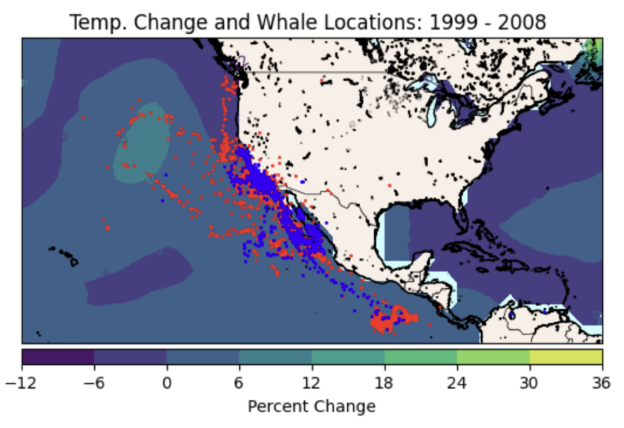 Temp. Change and Whale Locations: 1999 - 2008
−12 −6 0 6 12 18 24 30 36
Percent Change